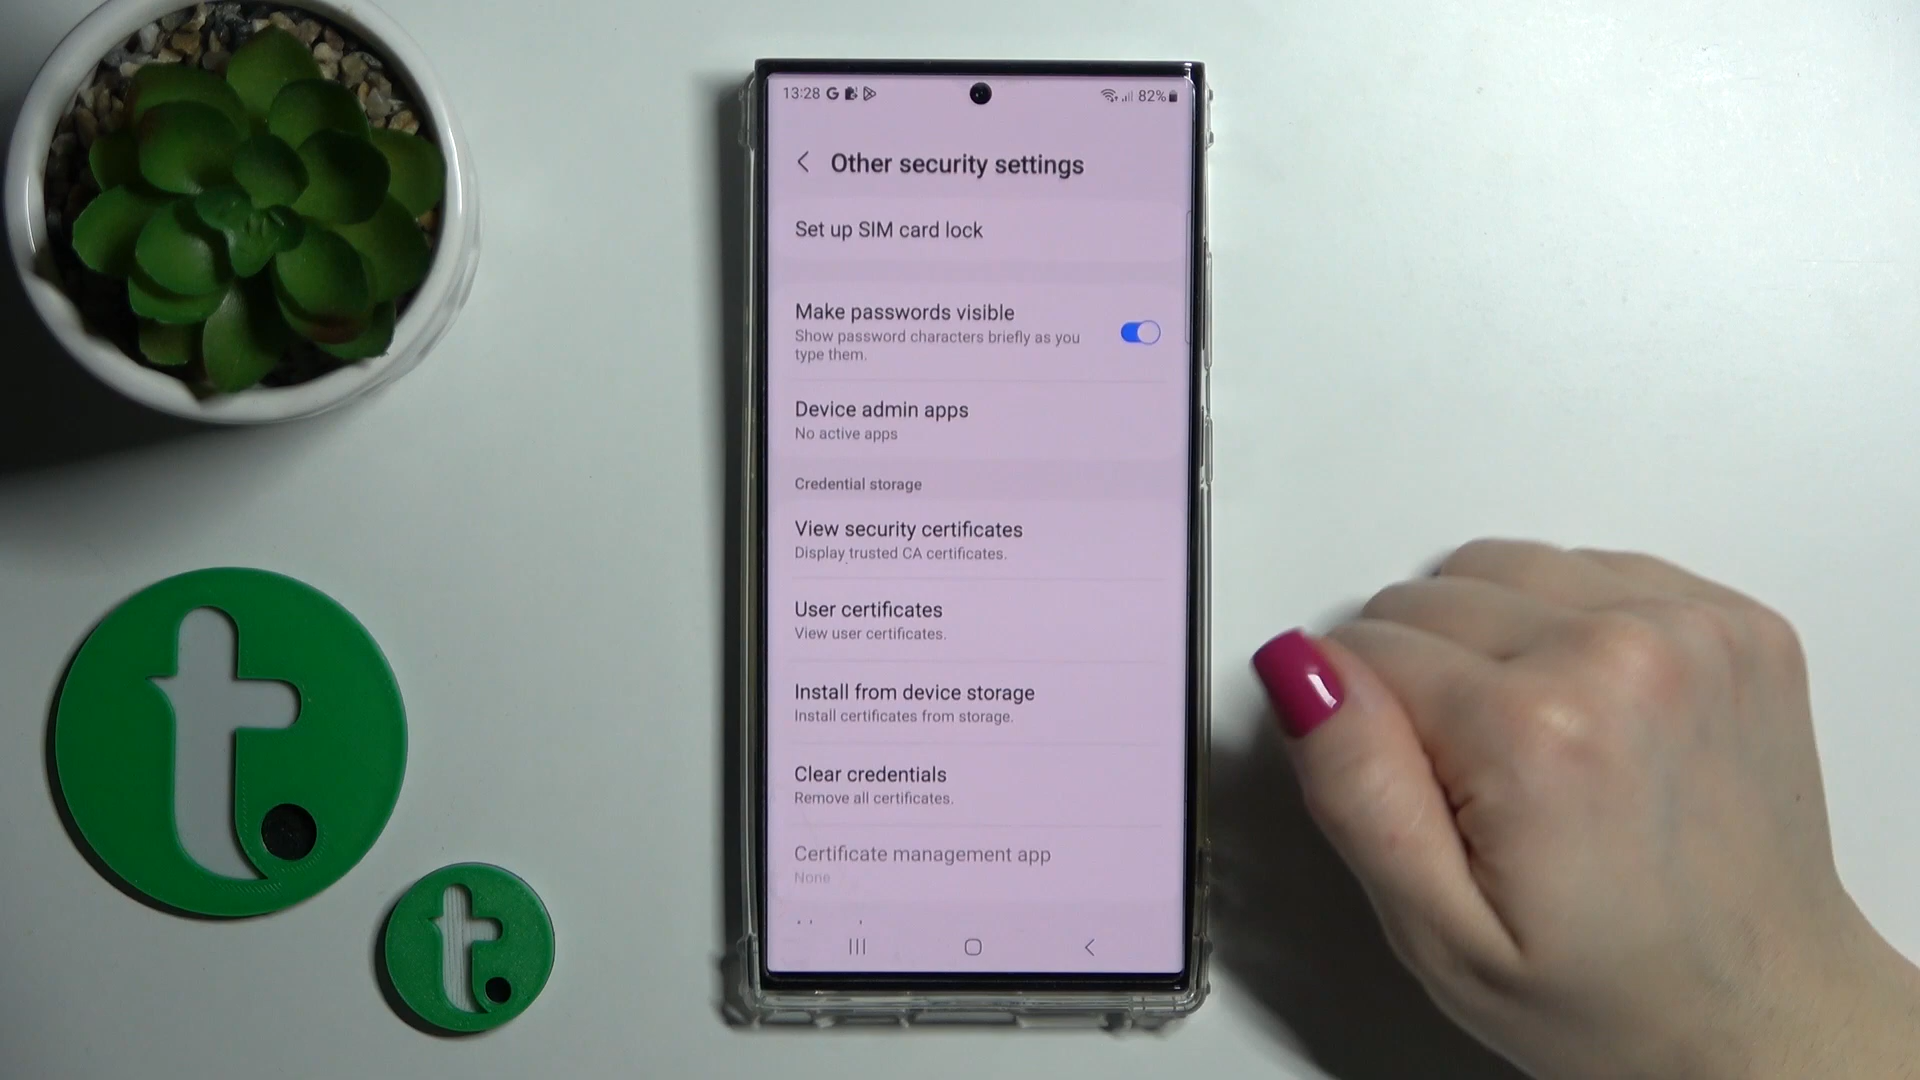 13:28 G 82%
Other security settings
Set up SIM card lock
Make passwords visible
Show password characters briefly as you
type them.
Device admin apps
No active apps
Credential storage
View security certificates
Display trusted CA certificates.
User certificates
View user certificates.
Install from device storage
Install certificates from storage.
Clear credentials
Remove all certificates.
Certificate management app
None
t.
t.